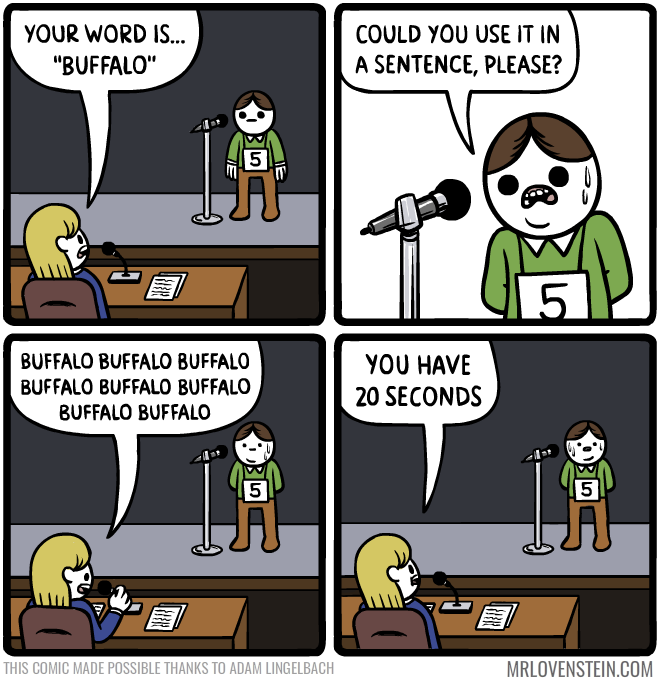 YOUR WORD IS...
"BUFFALO"
5
COULD YOU USE IT IN
A SENTENCE, PLEASE?
5
BUFFALO BUFFALO BUFFALO
BUFFALO BUFFALO BUFFALO
BUFFALO BUFFALO
5
YOU HAVE
20 SECONDS
5
THIS COMIC MADE POSSIBLE THANKS TO ADAM LINGELBACH
MRLOVENSTEIN.COM